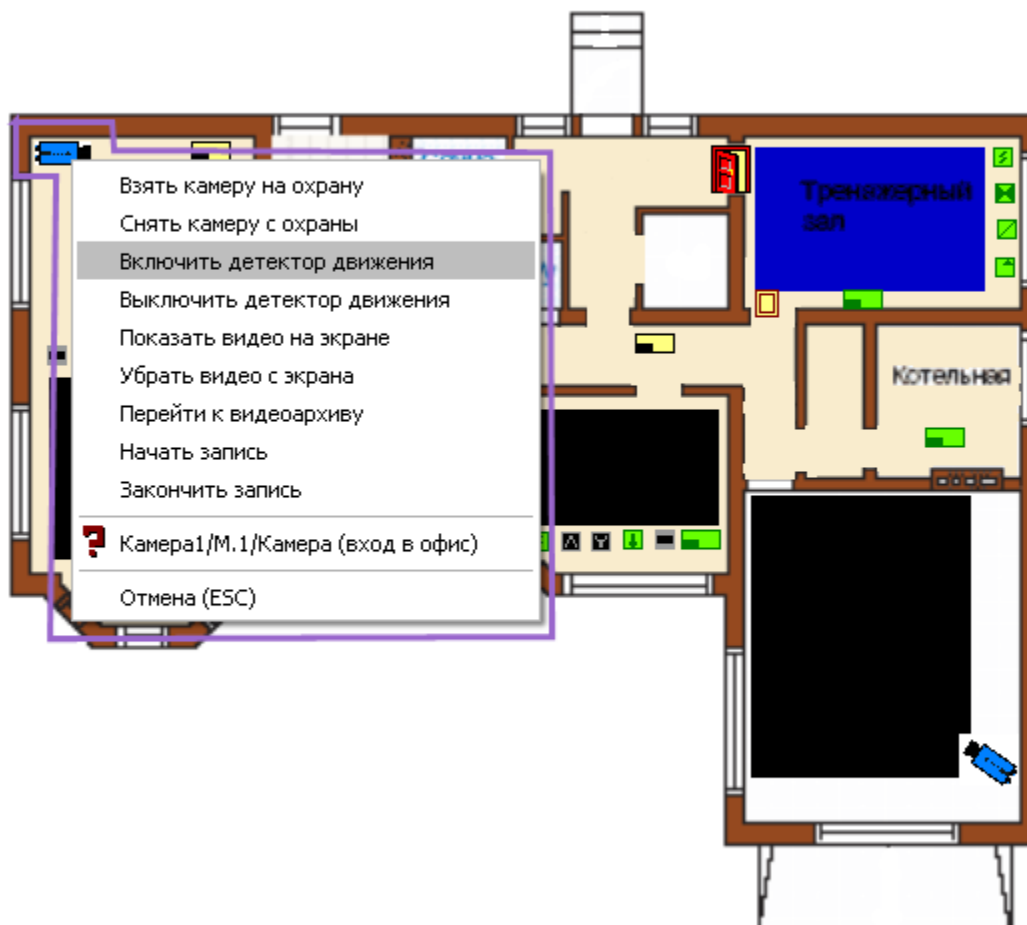 Взять камеру на охрану
Снять камеру с охраны
Включить детектор движения
Выключить детектор движения
Показать видео на экране
Убрать видео с экрана
Перейти к видеоархиву
Начать запись
Закончить запись
? Камера1/М.1/Камера (вход в офис)
Отмена (ESC)
Тренажерный
зал
Котельная